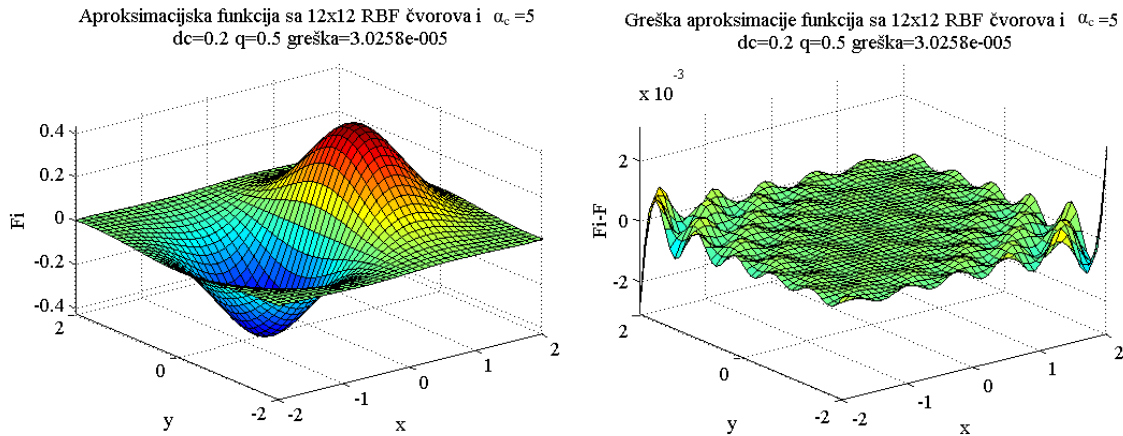 Aproksimacijska funkcija sa 12x12 RBF čvorova i αc =5
dc=0.2 q=0.5 greška=3.0258e-005
0.4
0.2
0
-0.2
-0.4
Fi
2
0
-2
y
-2
-1
0
1
2
x
Greška aproksimacije funkcija sa 12x12 RBF čvorova i αc =5
dc=0.2 q=0.5 greška=3.0258e-005
x 10-3
2
0
-2
Fi-F
2
0
-2
y
-2
-1
0
1
2
x